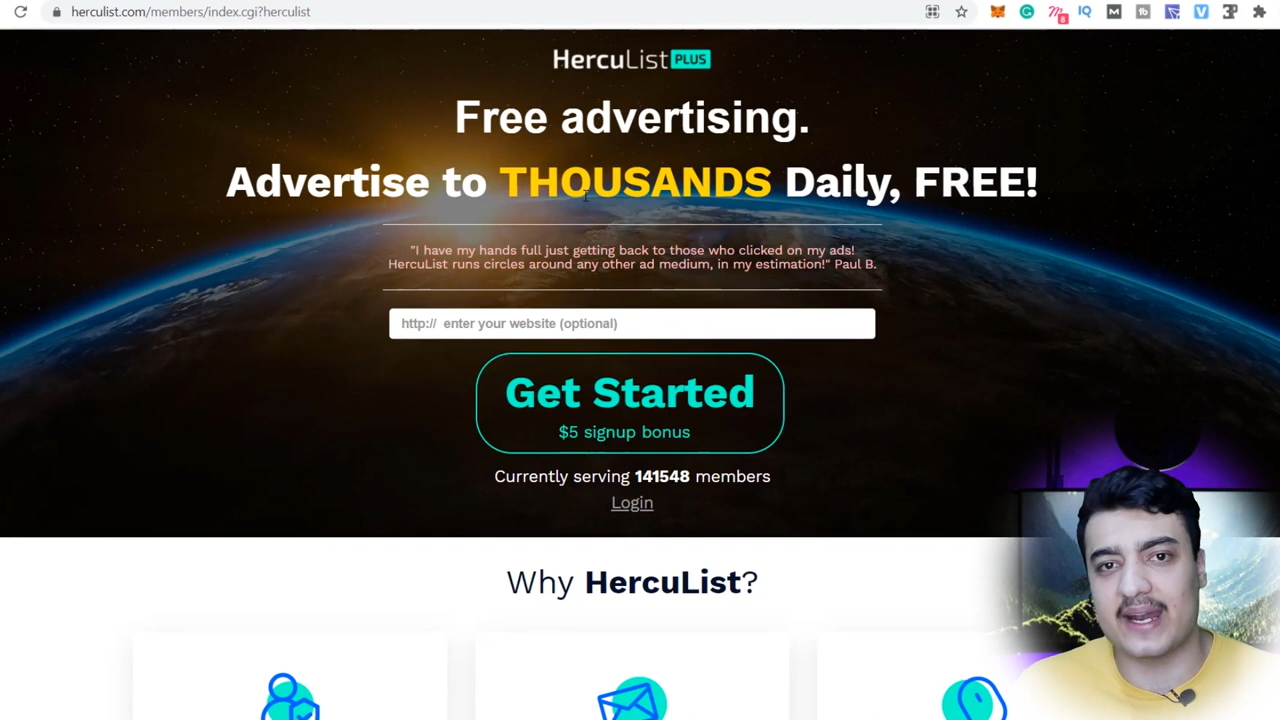 herculist.com/members/index.cgi?herculist
8
HercuList PLUS
Free advertising.
Advertise to THOUSANDS Daily, FREE!
"I have my hands full just getting back to those who clicked on my ads!
HercuList runs circles around any other ad medium, in my estimation!" Paul B.
http:// enter your website (optional)
Get Started
$5 signup bonus
Currently serving 141548 members
Login
Why HercuList?